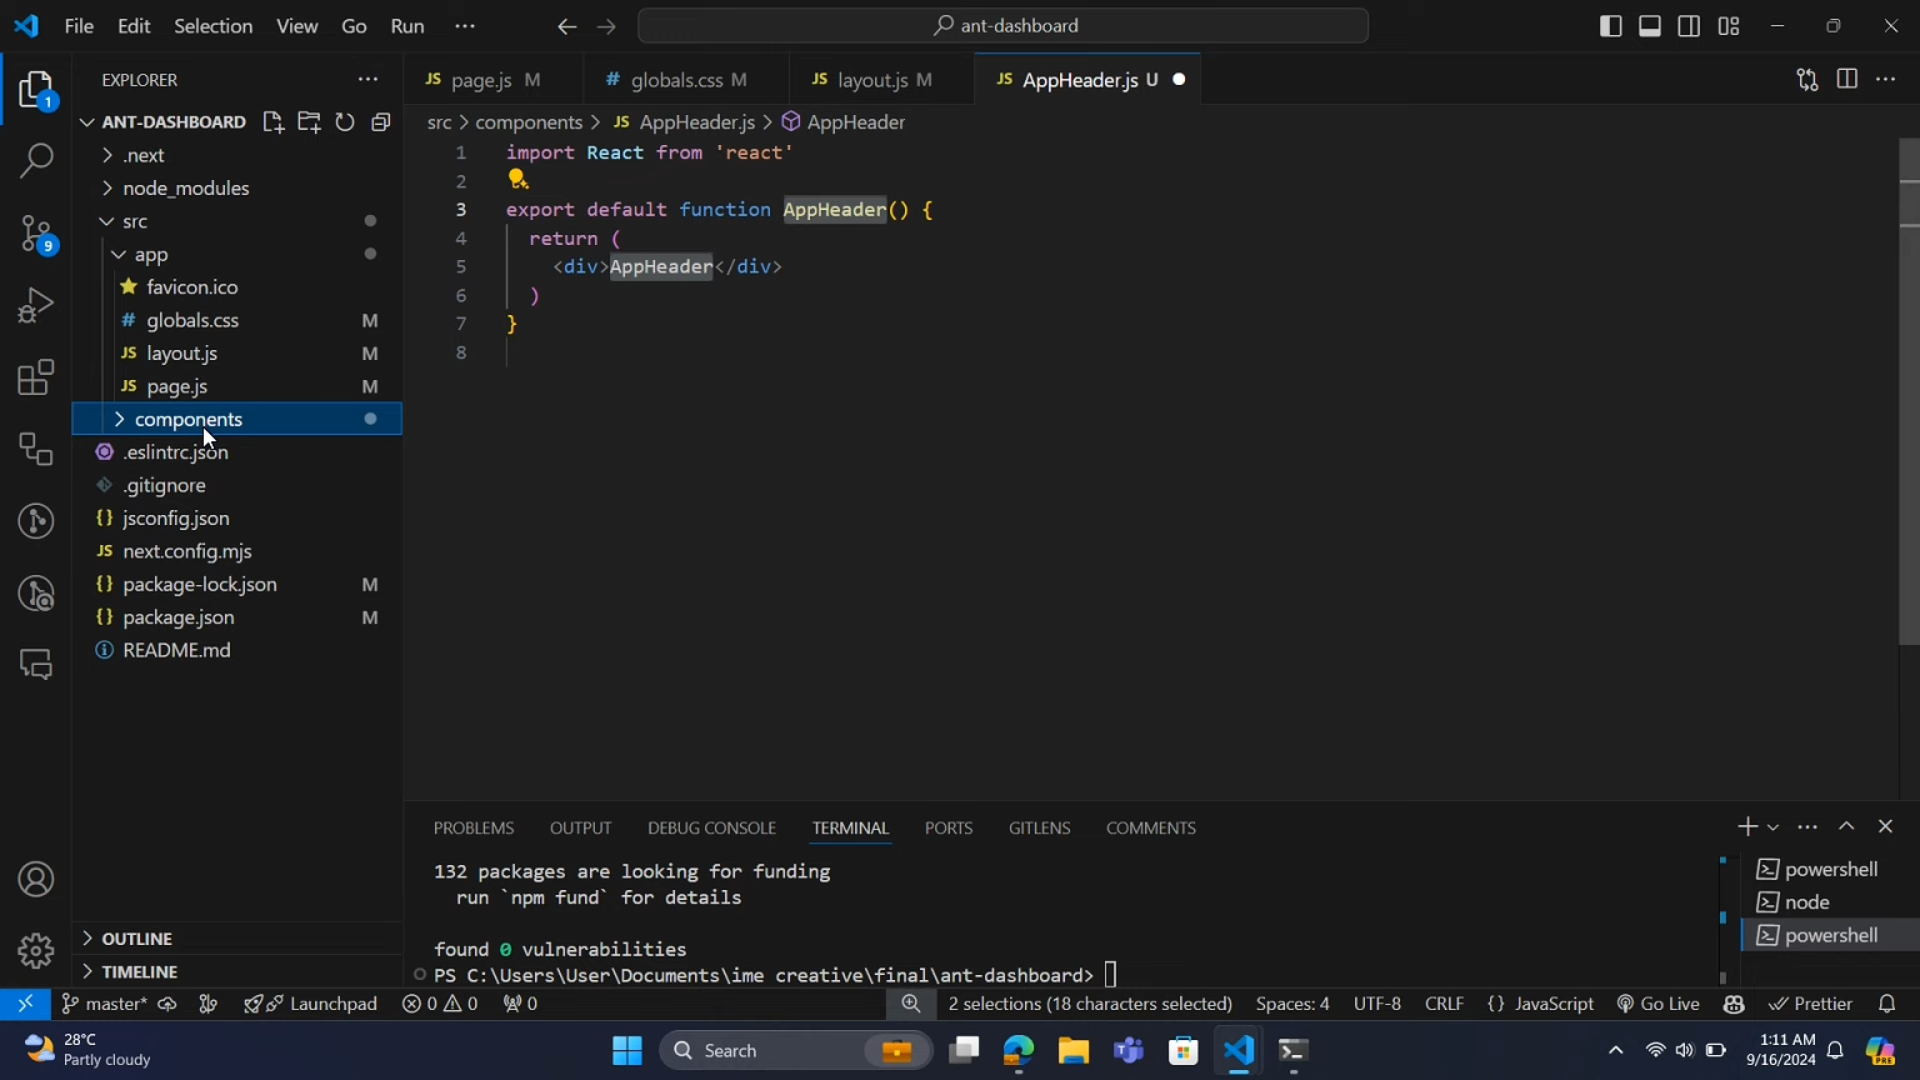 File Edit Selection View Go Run ant-dashboard
EXPLORER
page.js M
globals.css M
layout.js M
AppHeader.js U
ANT-DASHBOARD
src > components > JS AppHeader.js > AppHeader
.next
node_modules
src
app
favicon.ico
# globals.css M
JS layout.js M
JS page.js M
components
.eslintrc.json
.gitignore
{} jsconfig.json
JS next.config.mjs
{} package-lock.json M
{} package.json M
README.md
OUTLINE
TIMELINE
1 import React from 'react'
2
3 export default function AppHeader() {
4 return (
5 <div>AppHeader</div>
6 )
7 }
8
PROBLEMS OUTPUT DEBUG CONSOLE TERMINAL PORTS GITLENS COMMENTS
132 packages are looking for funding
run `npm fund` for details
found 0 vulnerabilities
PS C:\Users\User\Documents\ime creative\final\ant-dashboard>
powershell
node
powershell
1
9
master* Launchpad 0 0 0 2 selections (18 characters selected) Spaces: 4 UTF-8 CRLF {} JavaScript Go Live Prettier
28°C
Partly cloudy
Search
1:11 AM
9/16/2024
PRE